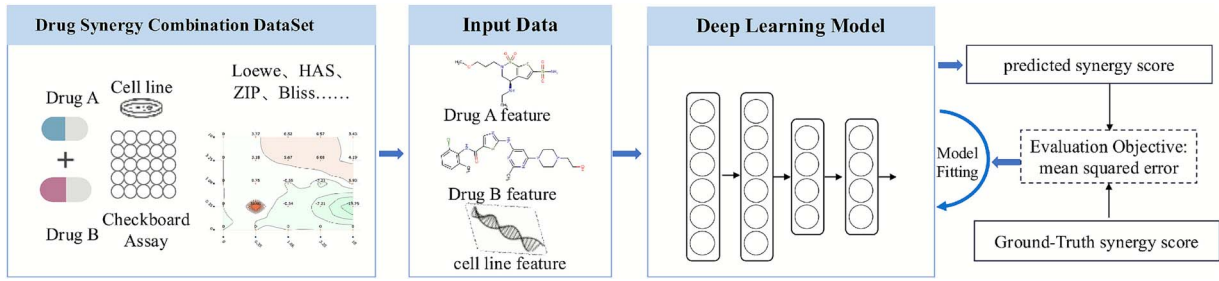 Drug Synergy Combination DataSet
Cell line
Drug A
Drug B
Checkboard
Assay
Loewe、HAS、
ZIP、Bliss……
Input Data
Drug A feature
Drug B feature
cell line feature
Deep Learning Model
predicted synergy score
Model
Fitting
Evaluation Objective:
mean squared error
Ground-Truth synergy score